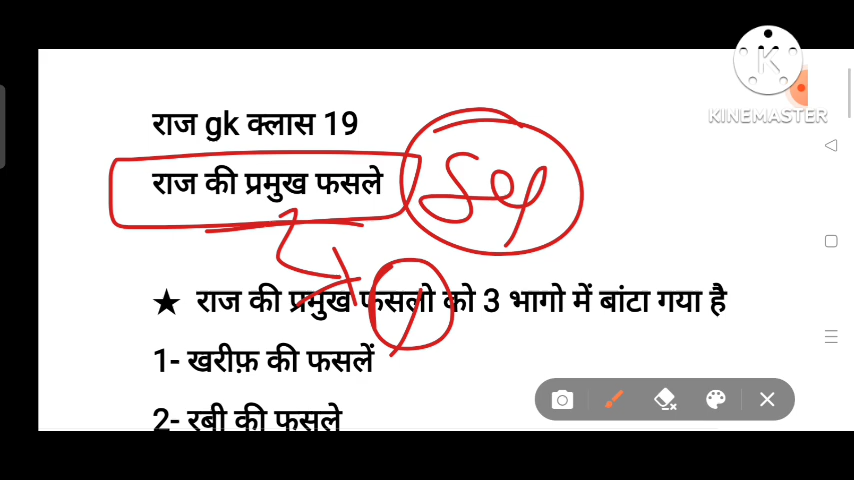 KINEMASTER
राज gk क्लास 19
राज की प्रमुख फसले
★ राज की प्रमुख फसलो को 3 भागो में बांटा गया है
1- खरीफ़ की फसलें
2- रबी की फसले